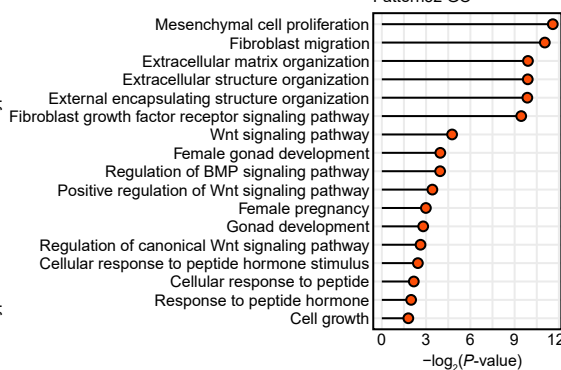 Mesenchymal cell proliferation
Fibroblast migration
Extracellular matrix organization
Extracellular structure organization
External encapsulating structure organization
Fibroblast growth factor receptor signaling pathway
Wnt signaling pathway
Female gonad development
Regulation of BMP signaling pathway
Positive regulation of Wnt signaling pathway
Female pregnancy
Gonad development
Regulation of canonical Wnt signaling pathway
Cellular response to peptide hormone stimulus
Cellular response to peptide
Response to peptide hormone
Cell growth
0 3 6 9 12
−log₂(P-value)